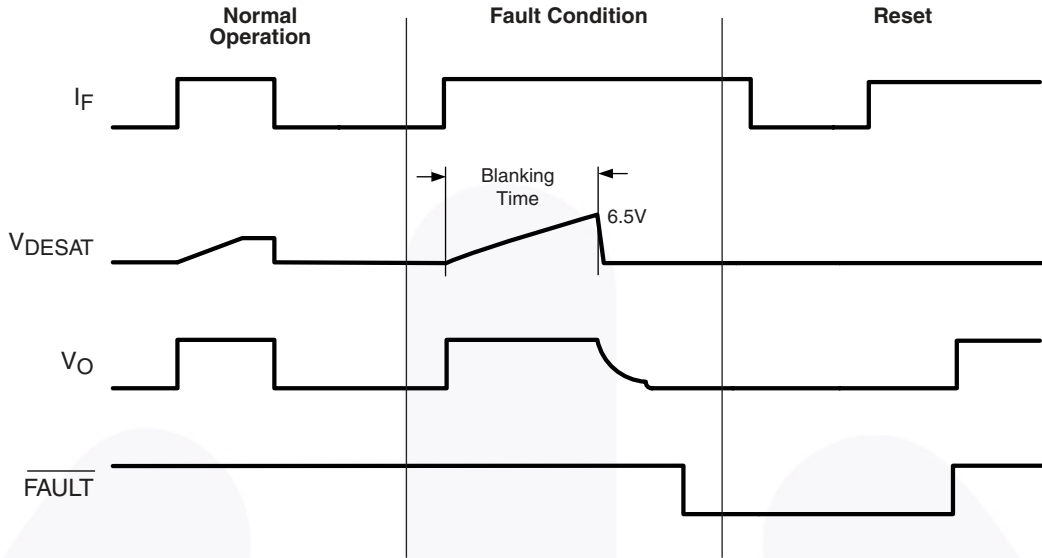 Normal
Operation
Fault Condition
Reset
IF
Blanking
Time
6.5V
VDESAT
VO
FAULT